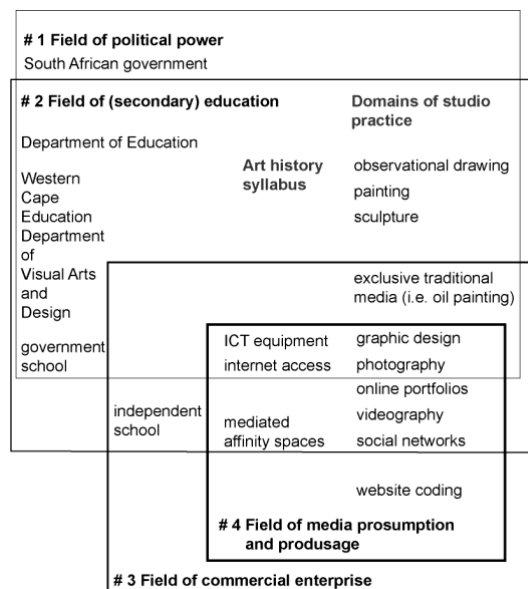 # 1 Field of political power
South African government
# 2 Field of (secondary) education
Domains of studio
practice
Department of Education
Art history
syllabus
observational drawing
painting
sculpture
Western
Cape
Education
Department
of
Visual Arts
and
Design
exclusive traditional
media (i.e. oil painting)
government
school
ICT equipment
internet access
graphic design
photography
online portfolios
videography
social networks
independent
school
mediated
affinity spaces
website coding
# 4 Field of media prosumption
and produsage
# 3 Field of commercial enterprise